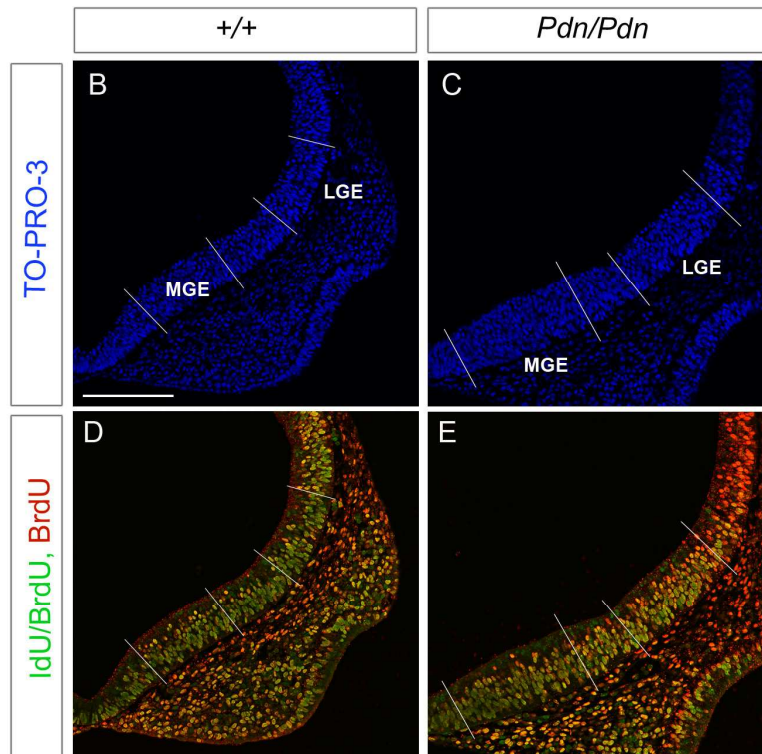 +/+
Pdn/Pdn
TO-PRO-3
B
LGE
MGE
C
LGE
MGE
IdU/BrdU, BrdU
D
E